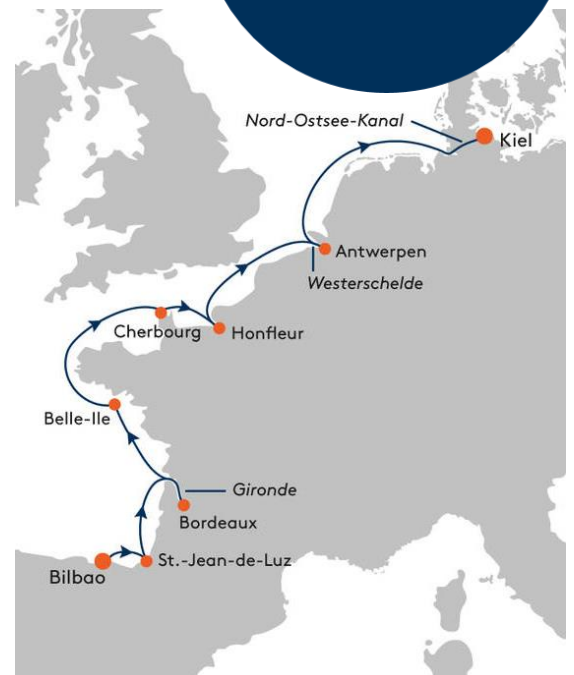 Nord-Ostsee-Kanal
Kiel
Antwerpen
Westerschelde
Cherbourg
Honfleur
Belle-Ile
Gironde
Bordeaux
St.-Jean-de-Luz
Bilbao